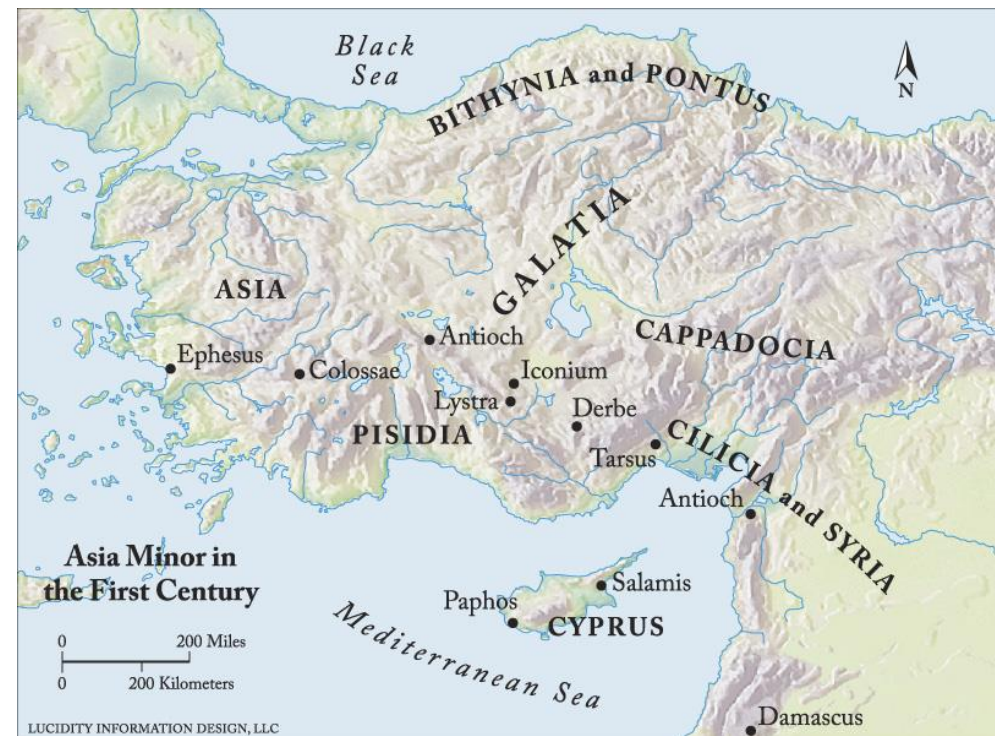 Black
Sea
BITHYNIA and PONTUS
N
GALATIA
ASIA
CAPPADOCIA
Antioch
Ephesus
Colossae
Iconium
Lystra
Derbe
PISIDIA
Tarsus
CILICIA and SYRIA
Antioch
Asia Minor in
the First Century
Salamis
Paphos
CYPRUS
Mediterranean Sea
0 200 Miles
0 200 Kilometers
Damascus
LUCIDITY INFORMATION DESIGN, LLC